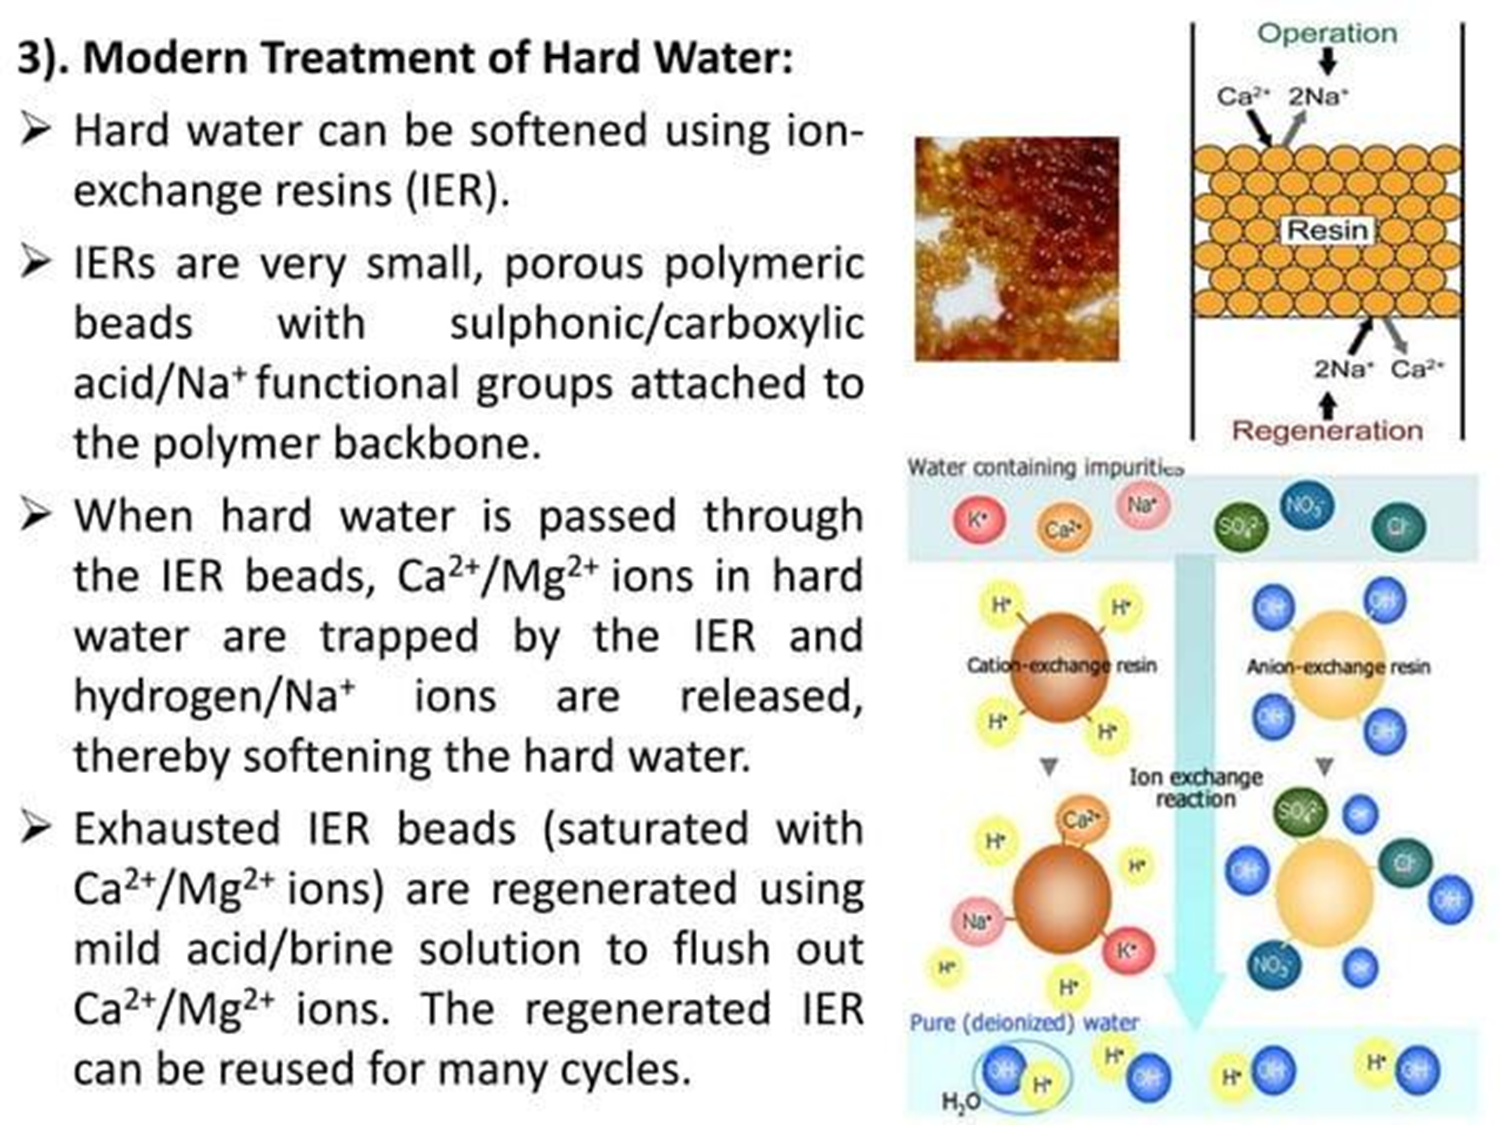 3). Modern Treatment of Hard Water:
➢ Hard water can be softened using ion-
exchange resins (IER).
➢ IERs are very small, porous polymeric
beads with sulphonic/carboxylic
acid/Na⁺ functional groups attached to
the polymer backbone.
➢ When hard water is passed through
the IER beads, Ca²⁺/Mg²⁺ ions in hard
water are trapped by the IER and
hydrogen/Na⁺ ions are released,
thereby softening the hard water.
➢ Exhausted IER beads (saturated with
Ca²⁺/Mg²⁺ ions) are regenerated using
mild acid/brine solution to flush out
Ca²⁺/Mg²⁺ ions. The regenerated IER
can be reused for many cycles.
Operation
Ca²⁺ 2Na⁺
Resin
2Na⁺ Ca²⁺
Regeneration
Water containing impurities
K⁺ Ca²⁺ Na⁺ SO₄²⁻ NO₃⁻ Cl⁻
H⁺ H⁺ OH⁻ OH⁻
Cation-exchange resin Anion-exchange resin
H⁺ H⁺ OH⁻ OH⁻
Ion exchange
reaction
Ca²⁺ SO₄²⁻
H⁺ H⁺ OH⁻ Cl⁻
OH⁻
Na⁺ K⁺ NO₃⁻
H⁺ H⁺
Pure (deionized) water
OH⁻ H⁺ H⁺ OH⁻ H⁺ OH⁻ H⁺ OH⁻
H₂O